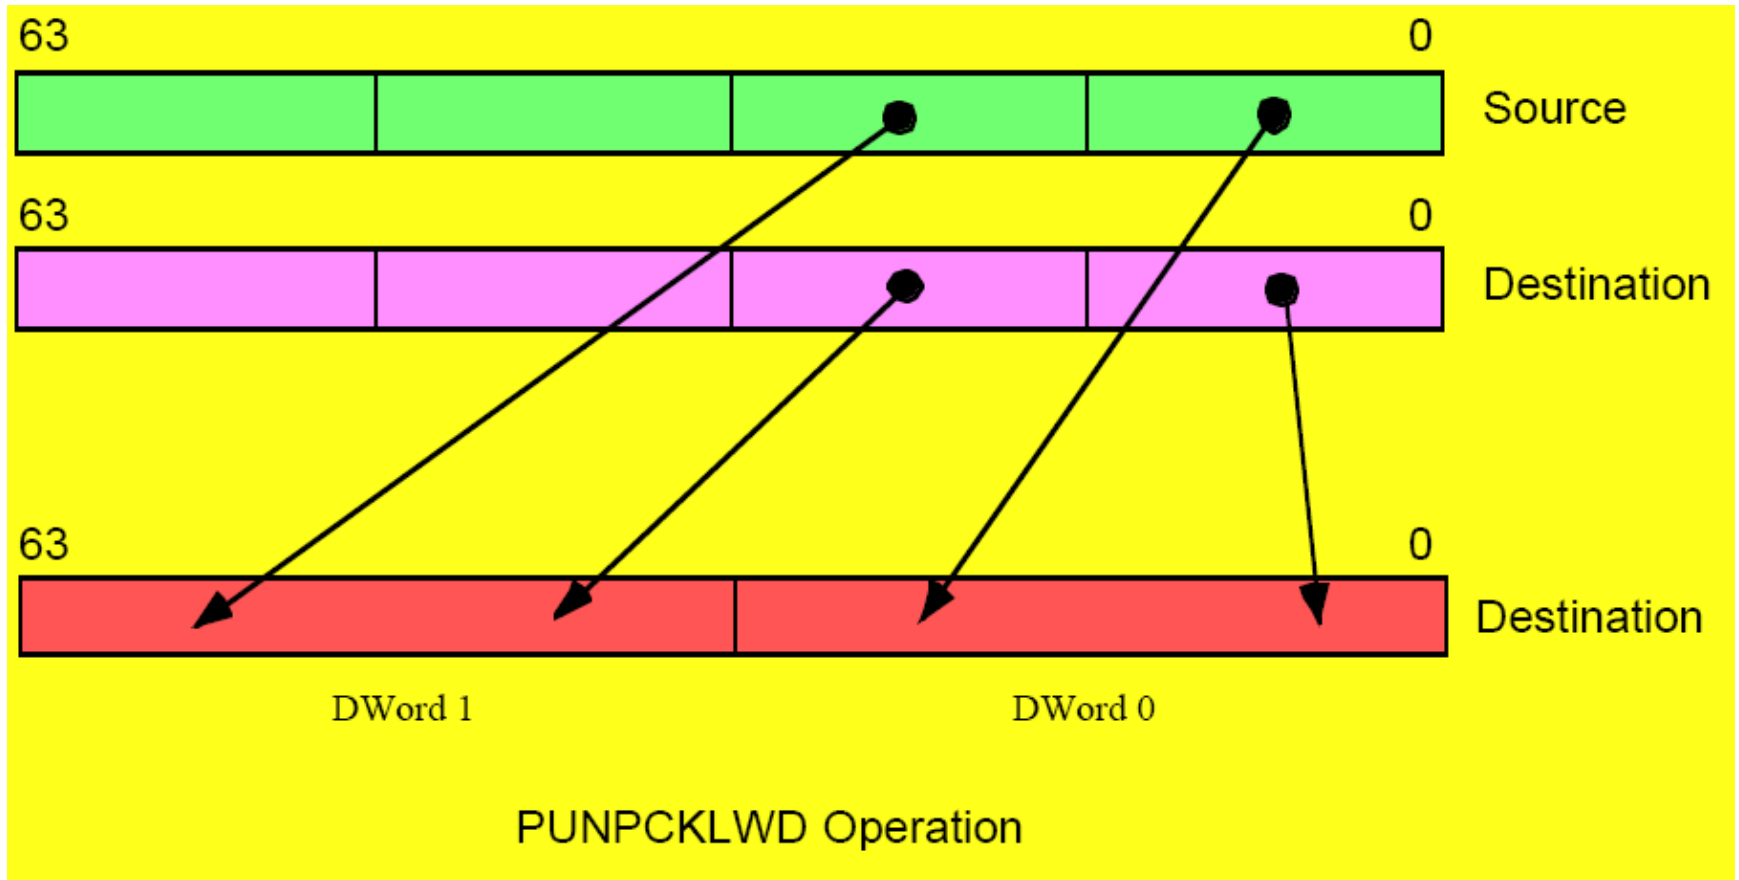 63 0
Source
63 0
Destination
63 0
Destination
DWord 1 DWord 0
PUNPCKLWD Operation